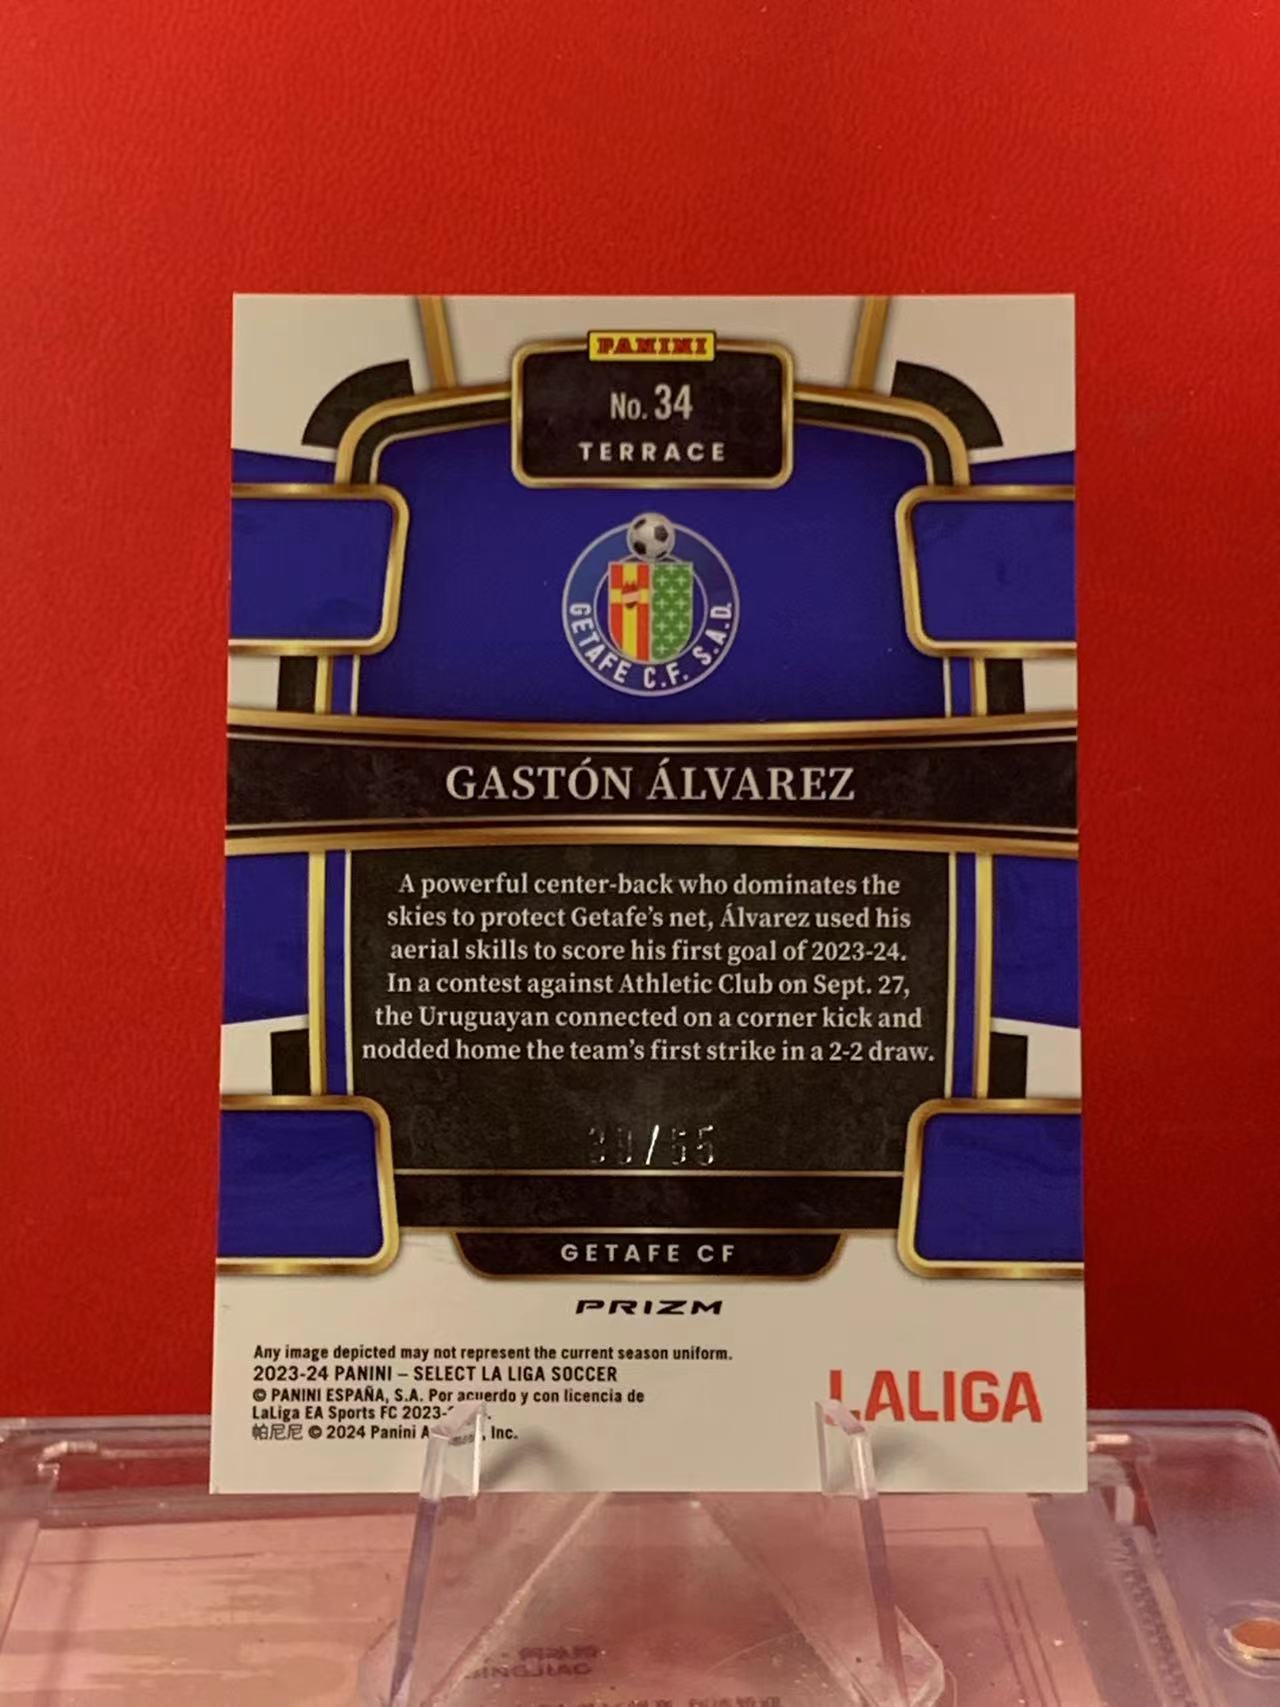 PANINI
No. 34
TERRACE
GETAFE C.F. S.A.D.
GASTÓN ÁLVAREZ
A powerful center-back who dominates the
skies to protect Getafe's net, Álvarez used his
aerial skills to score his first goal of 2023-24.
In a contest against Athletic Club on Sept. 27,
the Uruguayan connected on a corner kick and
nodded home the team's first strike in a 2-2 draw.
GETAFE CF
PRIZM
Any image depicted may not represent the current season uniform.
2023-24 PANINI – SELECT LA LIGA SOCCER
© PANINI ESPAÑA, S.A. Por acuerdo y con licencia de
LaLiga EA Sports FC 2023-
帕尼尼 © 2024 Panini Inc.
LALIGA